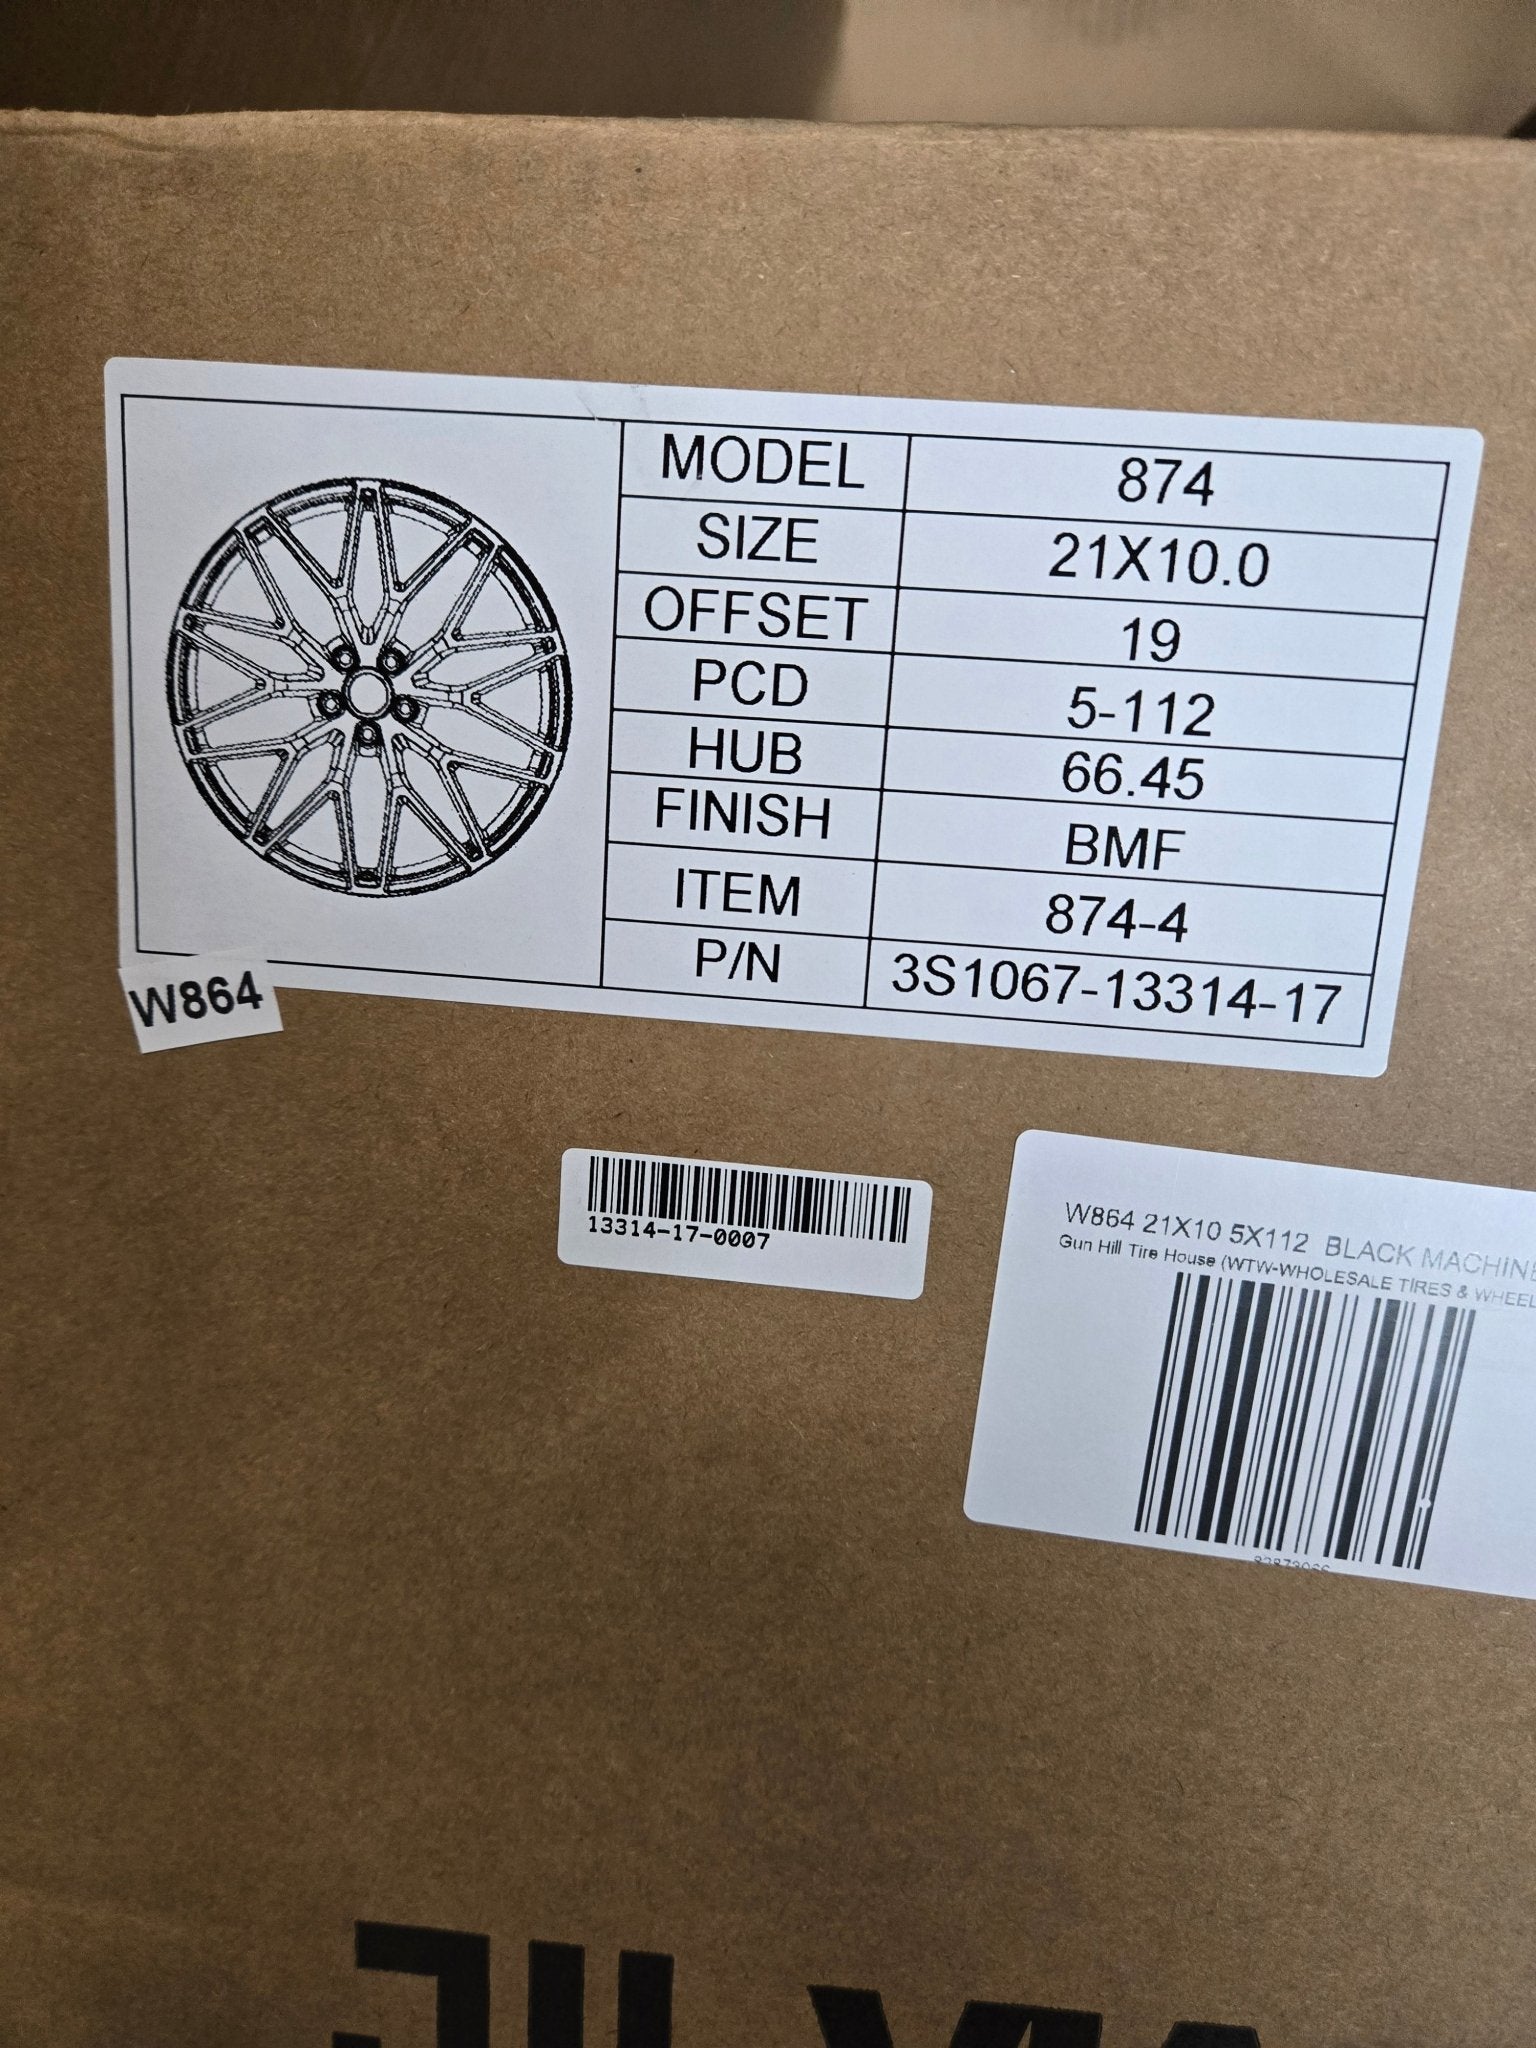 MODEL 874
SIZE 21X10.0
OFFSET 19
PCD 5-112
HUB 66.45
FINISH BMF
ITEM 874-4
P/N 3S1067-13314-17
W864
13314-17-0007
W864 21X10 5X112 BLACK MACHINE
Gun Hill Tire House (WTW-WHOLESALE TIRES & WHEEL